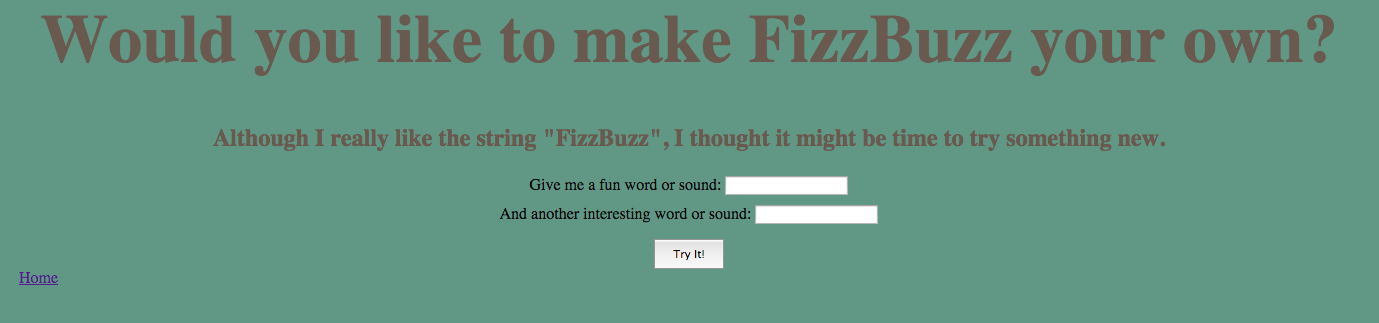 Would you like to make FizzBuzz your own?
Although I really like the string "FizzBuzz", I thought it might be time to try something new.
Give me a fun word or sound:
And another interesting word or sound:
Try It!
Home